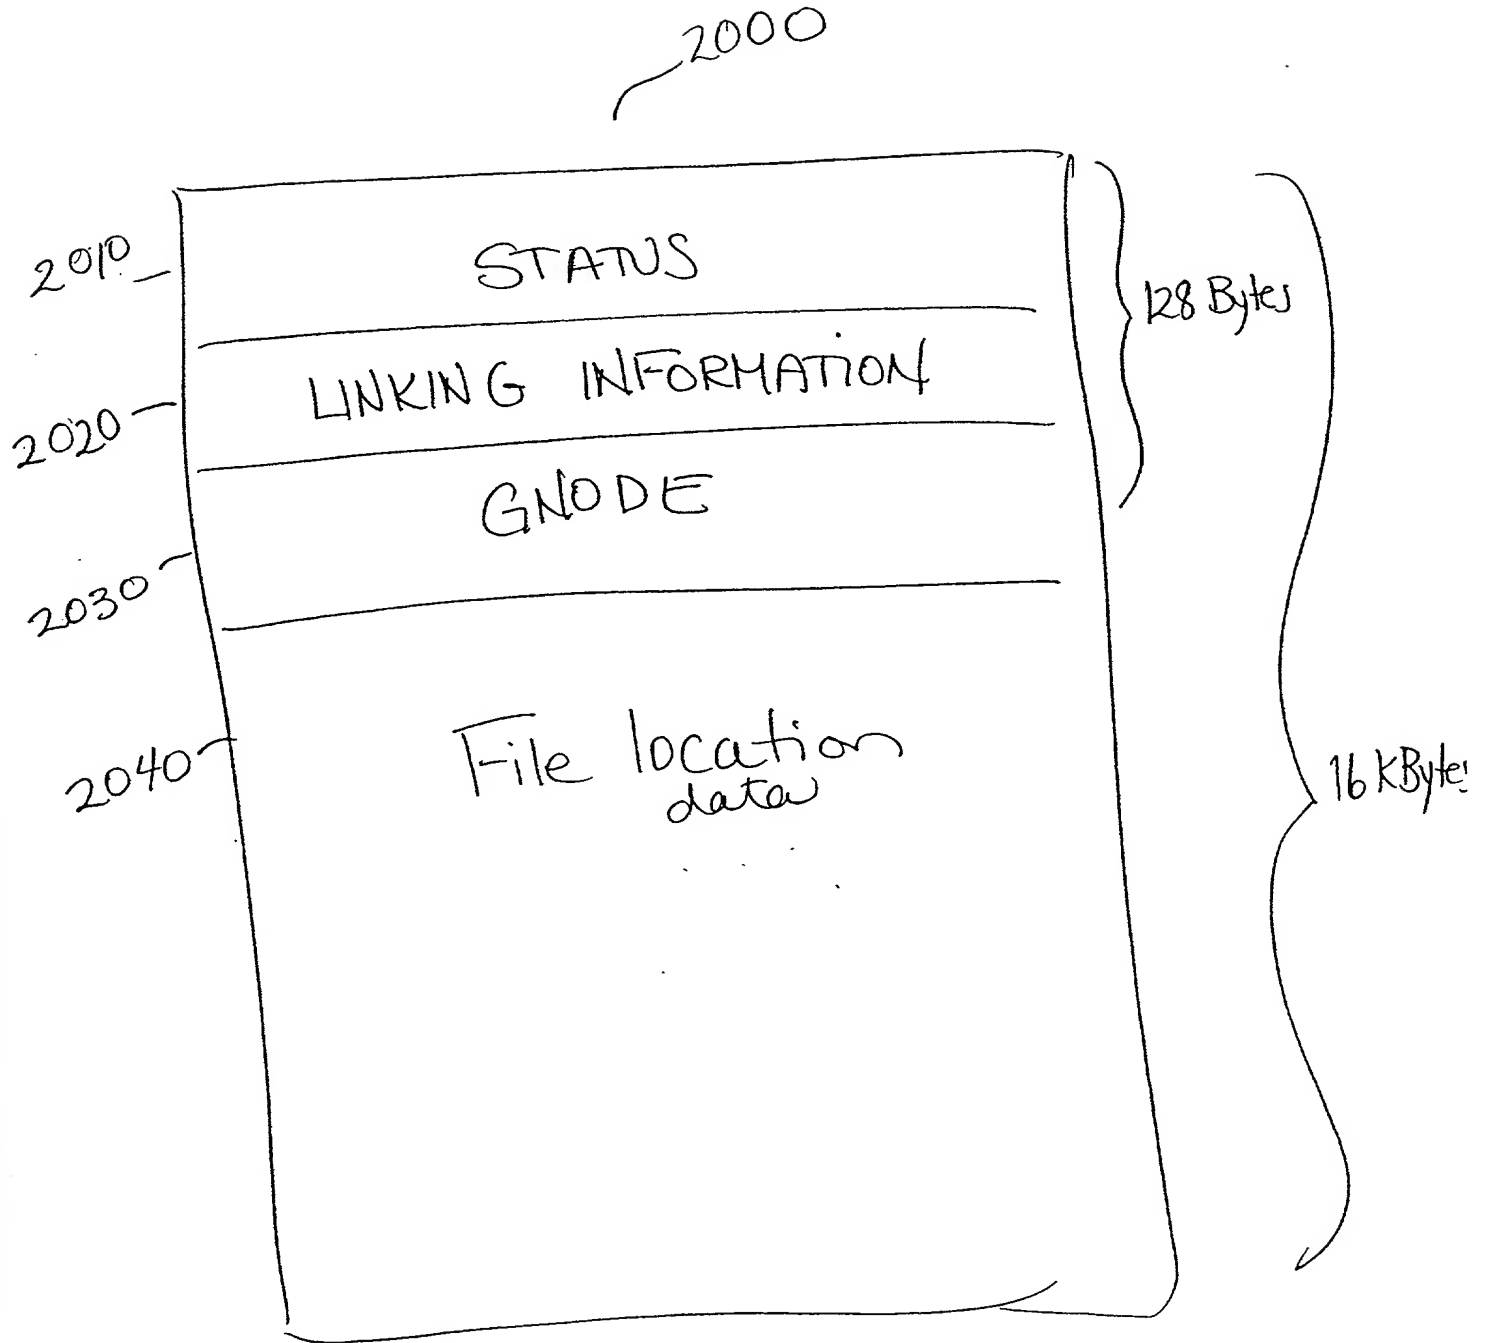 2000
2010
STATUS
128 Bytes
LINKING INFORMATION
2020
GNODE
2030
File location
data
2040
16 KBytes